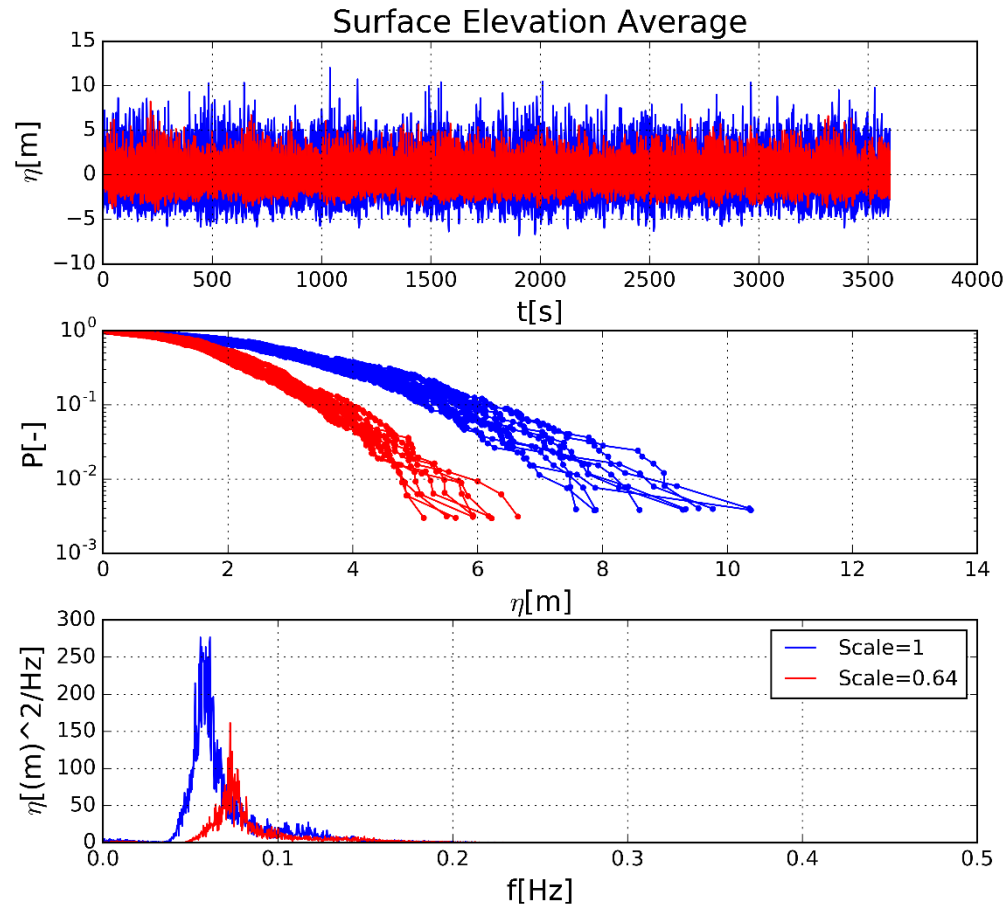 Surface Elevation Average
15
10
5
0
−5
−10
η[m]
0 500 1000 1500 2000 2500 3000 3500 4000
t[s]
10^0
10^-1
10^-2
10^-3
P[-]
0 2 4 6 8 10 12 14
η[m]
300
250
200
150
100
50
0
η[(m)^2/Hz]
Scale=1
Scale=0.64
0.0 0.1 0.2 0.3 0.4 0.5
f[Hz]